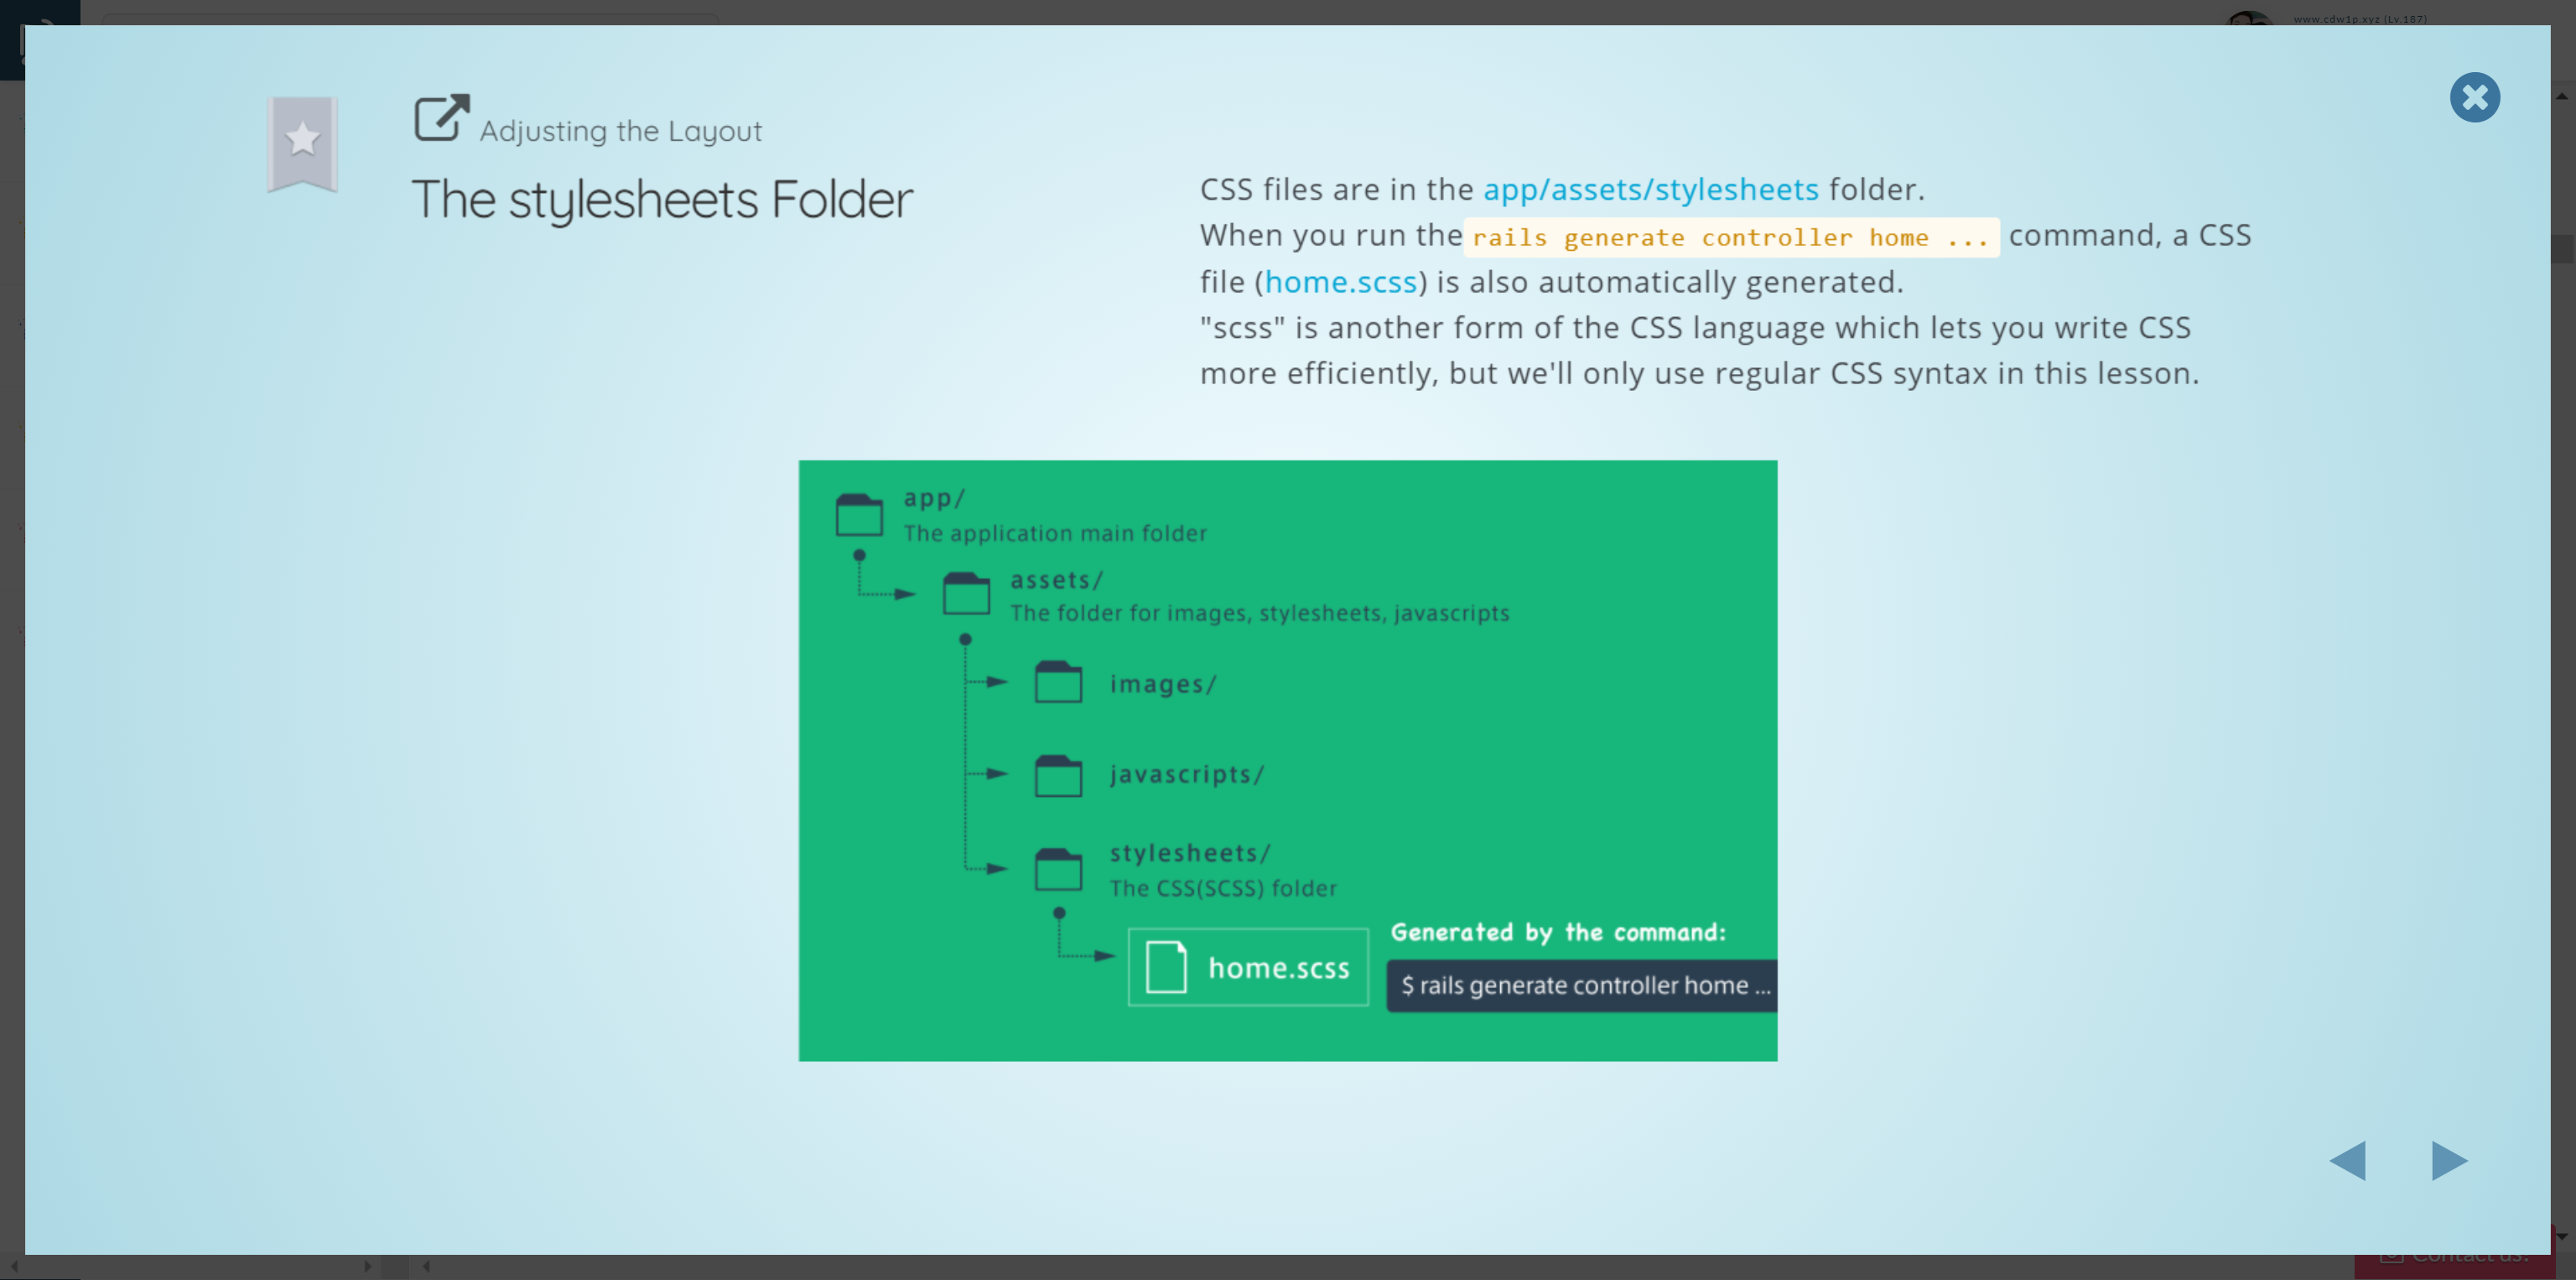 www.cdw1p.xyz (Lv.187)
Adjusting the Layout
The stylesheets Folder
CSS files are in the app/assets/stylesheets folder.
When you run the rails generate controller home ... command, a CSS
file (home.scss) is also automatically generated.
"scss" is another form of the CSS language which lets you write CSS
more efficiently, but we'll only use regular CSS syntax in this lesson.
app/
The application main folder
assets/
The folder for images, stylesheets, javascripts
images/
javascripts/
stylesheets/
The CSS(SCSS) folder
home.scss
Generated by the command:
$ rails generate controller home ...
Contact us!